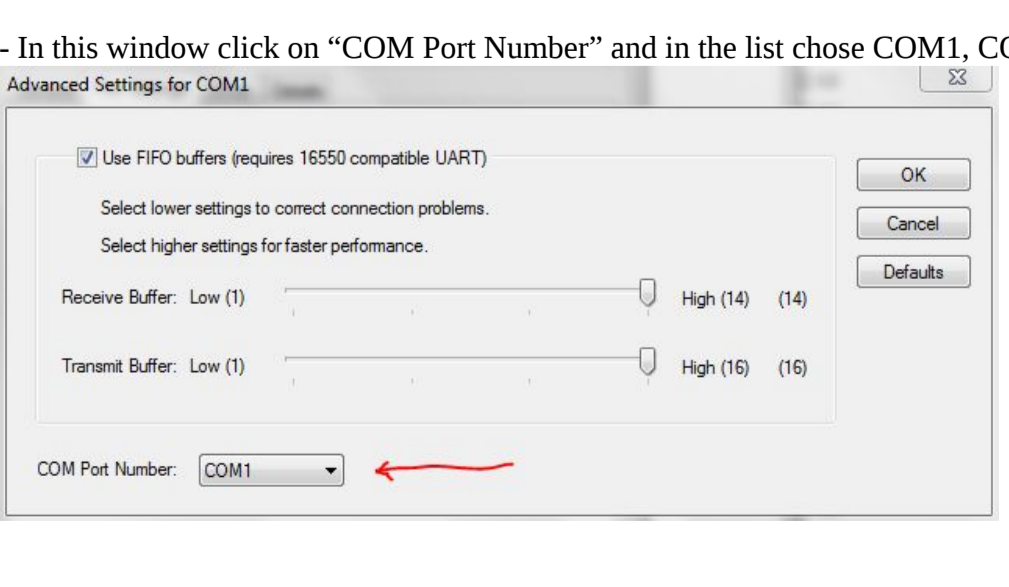 - In this window click on “COM Port Number” and in the list chose COM1, CO
Advanced Settings for COM1
Use FIFO buffers (requires 16550 compatible UART)
OK
Select lower settings to correct connection problems.
Cancel
Select higher settings for faster performance.
Defaults
Receive Buffer: Low (1) High (14) (14)
Transmit Buffer: Low (1) High (16) (16)
COM Port Number: COM1